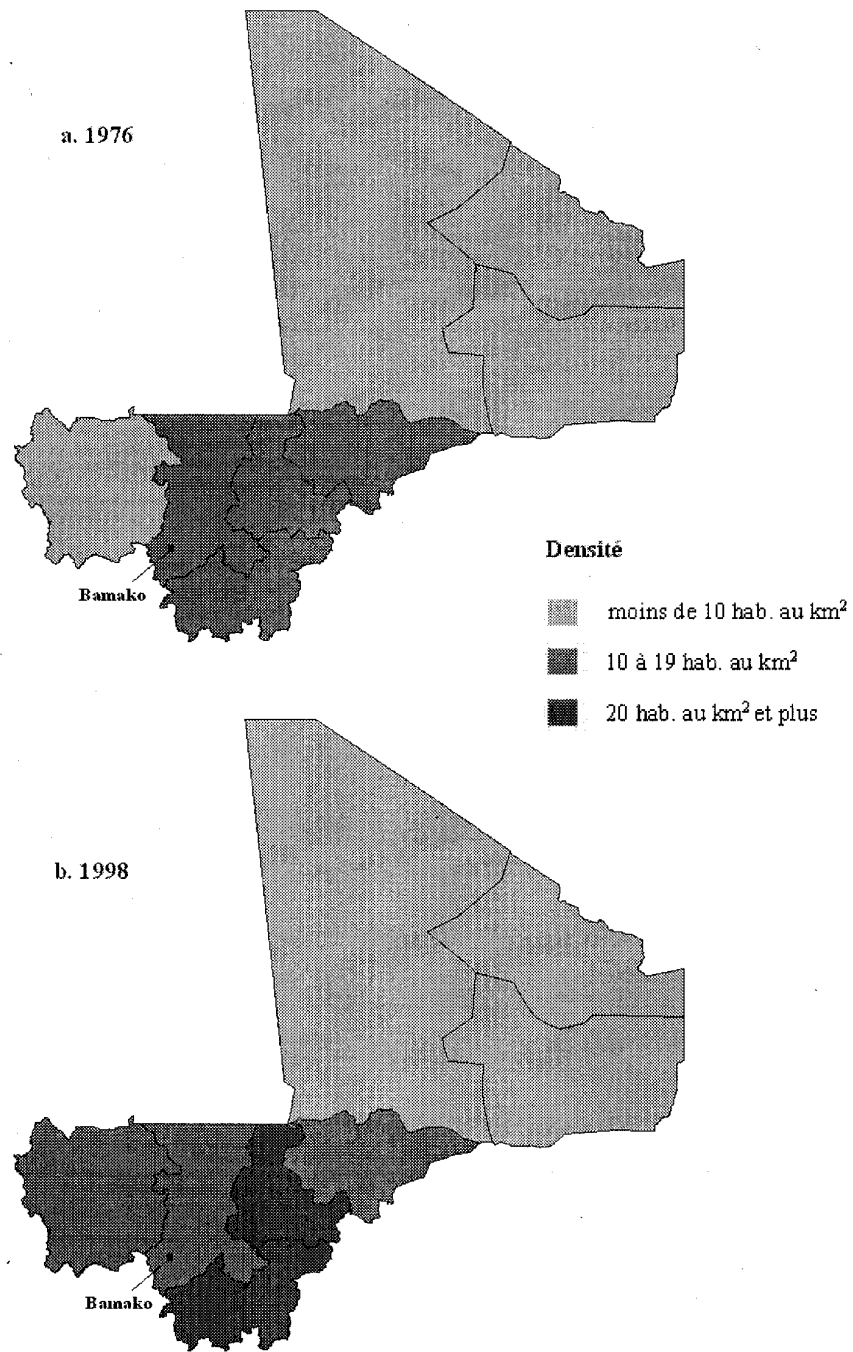 a. 1976
Bamako
Densité
moins de 10 hab. au km²
10 à 19 hab. au km²
20 hab. au km² et plus
b. 1998
Bamako